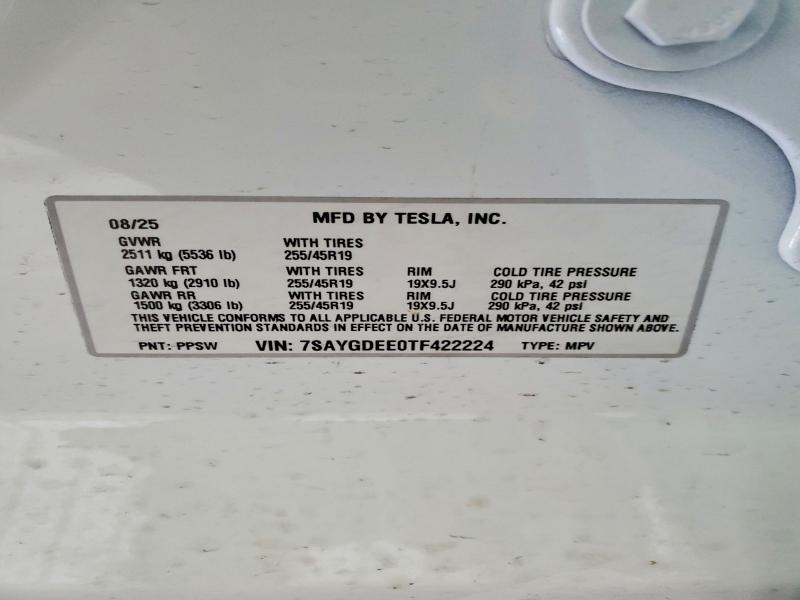 08/25 MFD BY TESLA, INC.
GVWR WITH TIRES
2511 kg (5536 lb) 255/45R19
GAWR FRT WITH TIRES RIM COLD TIRE PRESSURE
1320 kg (2910 lb) 255/45R19 19X9.5J 290 kPa, 42 psi
GAWR RR WITH TIRES RIM COLD TIRE PRESSURE
1500 kg (3306 lb) 255/45R19 19X9.5J 290 kPa, 42 psi
THIS VEHICLE CONFORMS TO ALL APPLICABLE U.S. FEDERAL MOTOR VEHICLE SAFETY AND
THEFT PREVENTION STANDARDS IN EFFECT ON THE DATE OF MANUFACTURE SHOWN ABOVE.
PNT: PPSW VIN: 7SAYGDEE0TF422224 TYPE: MPV